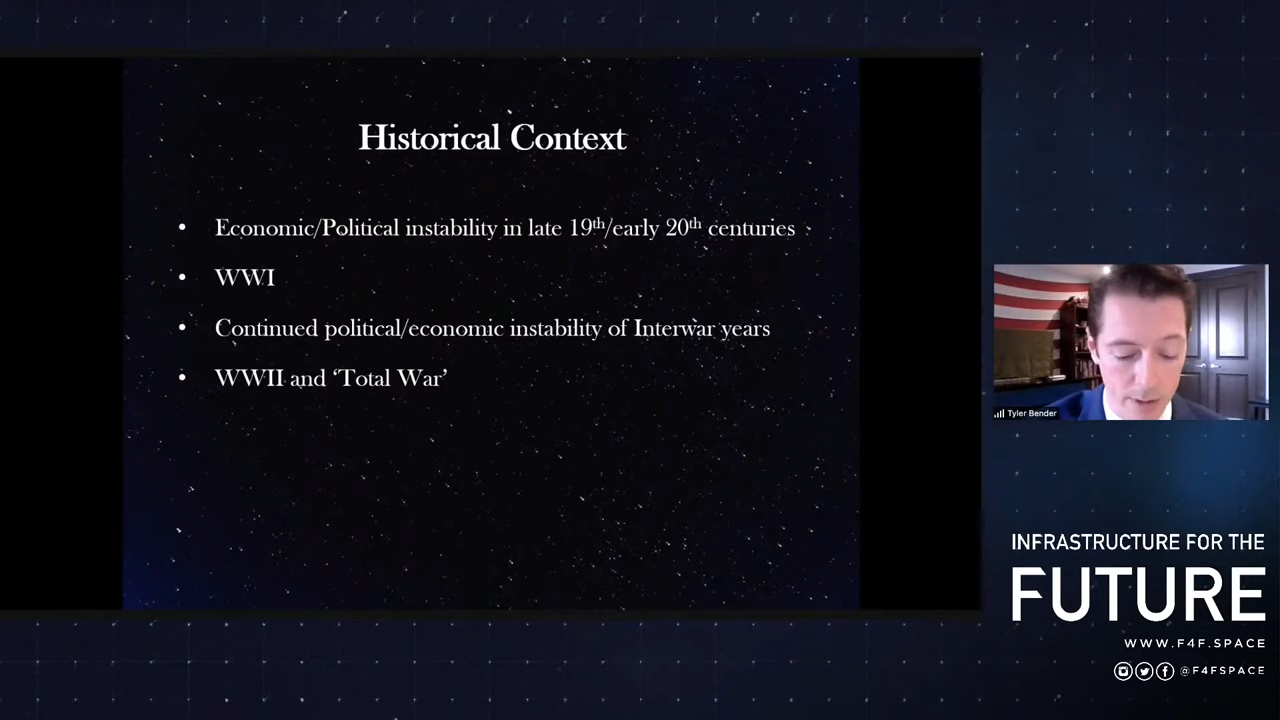 Historical Context
• Economic/Political instability in late 19th/early 20th centuries
• WWI
• Continued political/economic instability of Interwar years
• WWII and ‘Total War’
Tyler Bender
INFRASTRUCTURE FOR THE
FUTURE
WWW.F4F.SPACE
@F4FSPACE